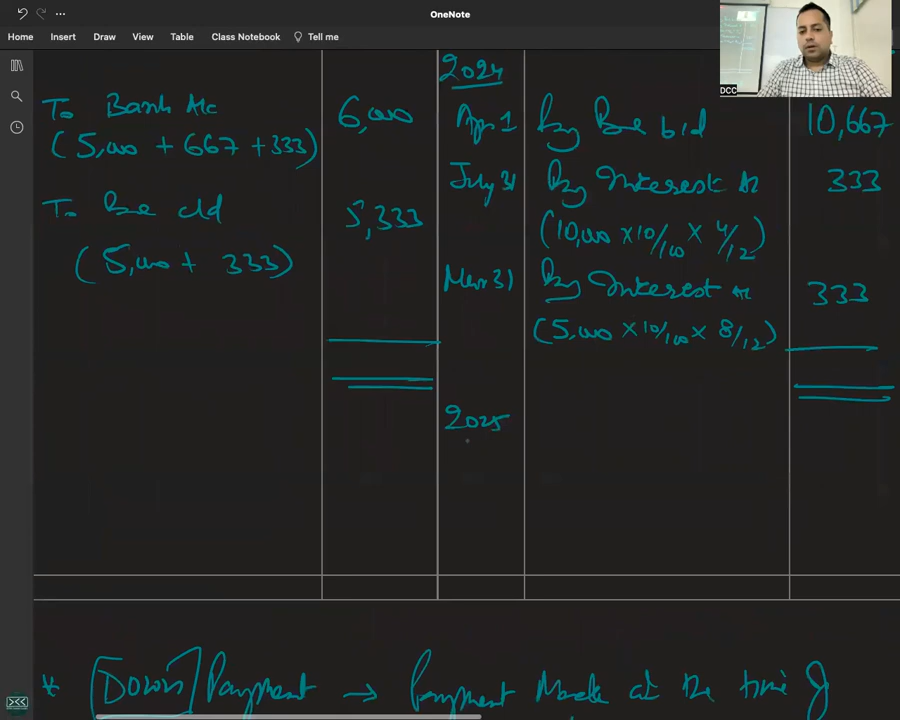 OneNote
Home Insert Draw View Table Class Notebook Tell me
DCC
2024
To Bank A/c 6,000 Apr 1 By Bal b/d 10,667
(5,000 + 667 + 333) July 31 By Interest A/c 333
To Bal c/d 5,333 (10,000 × 10/100 × 4/12)
(5,000 + 333) Mar 31 By Interest A/c 333
(5,000 × 10/100 × 8/12)
2025
* [Down] Payment → Payment Made at the time of